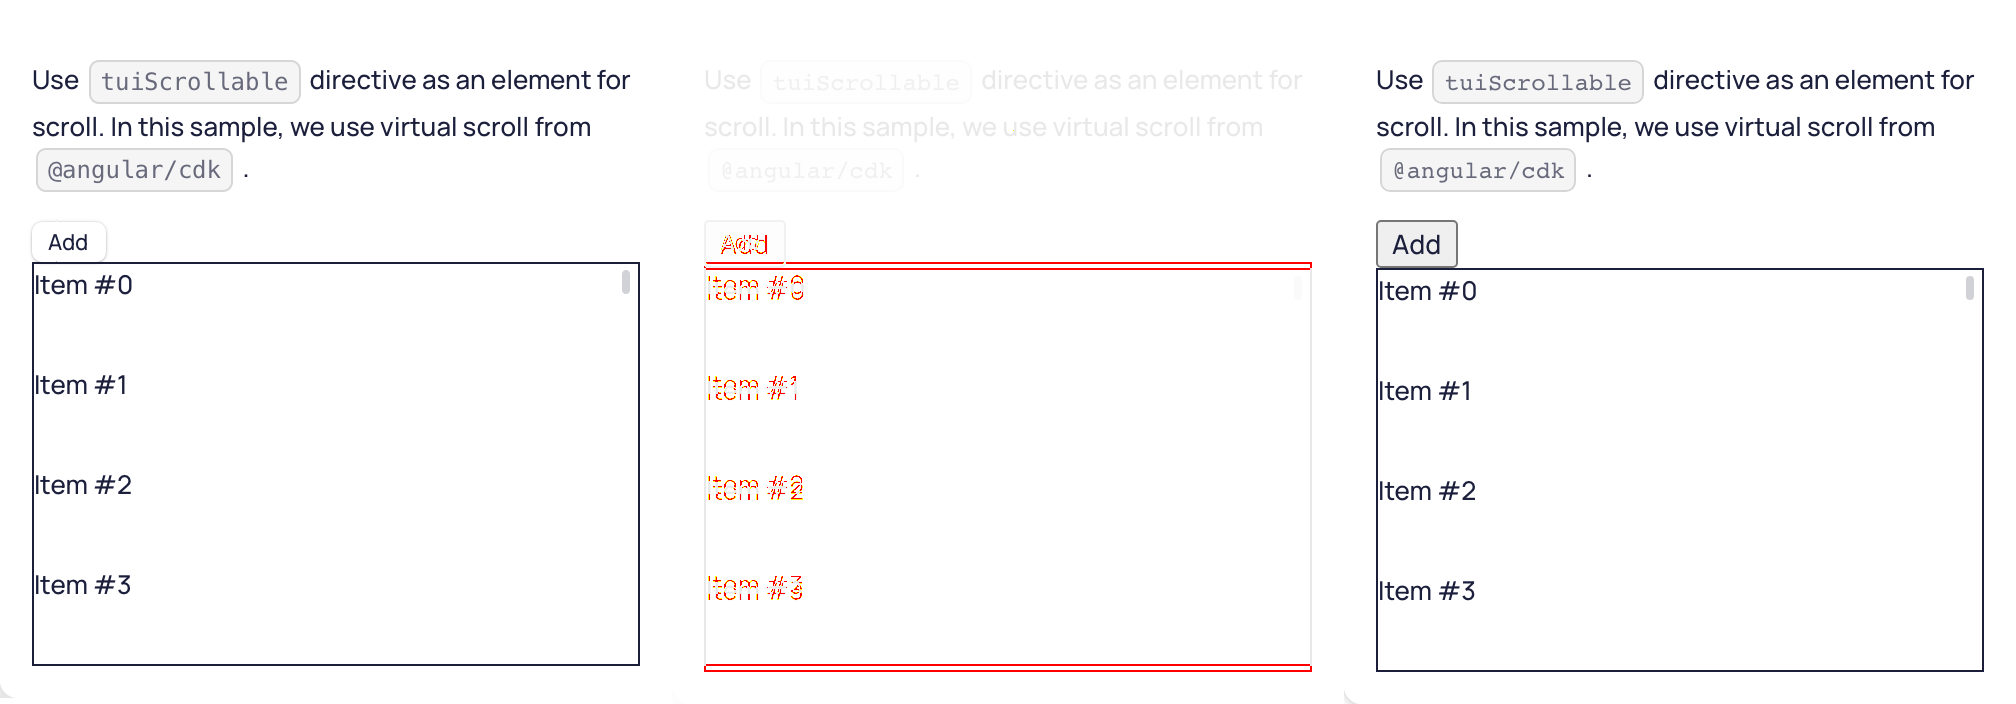 Use tuiScrollable directive as an element for
scroll. In this sample, we use virtual scroll from
@angular/cdk .
Add
Item #0
Item #1
Item #2
Item #3
Use tuiScrollable directive as an element for
scroll. In this sample, we use virtual scroll from
@angular/cdk .
Add
Item #0
Item #1
Item #2
Item #3
Use tuiScrollable directive as an element for
scroll. In this sample, we use virtual scroll from
@angular/cdk .
Add
Item #0
Item #1
Item #2
Item #3